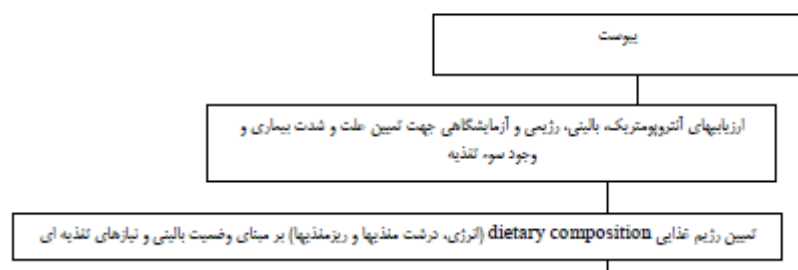 یبوست
ارزیابیهای آنتروپومتریک، بالینی، رژیمی و آزمایشگاهی جهت تعیین علت و شدت بیماری و
وجود سوء تغذیه
تعیین رژیم غذایی dietary composition (انرژی، درشت مغذیها و ریزمغذیها) بر مبنای وضعیت بالینی و نیازهای تغذیه ای